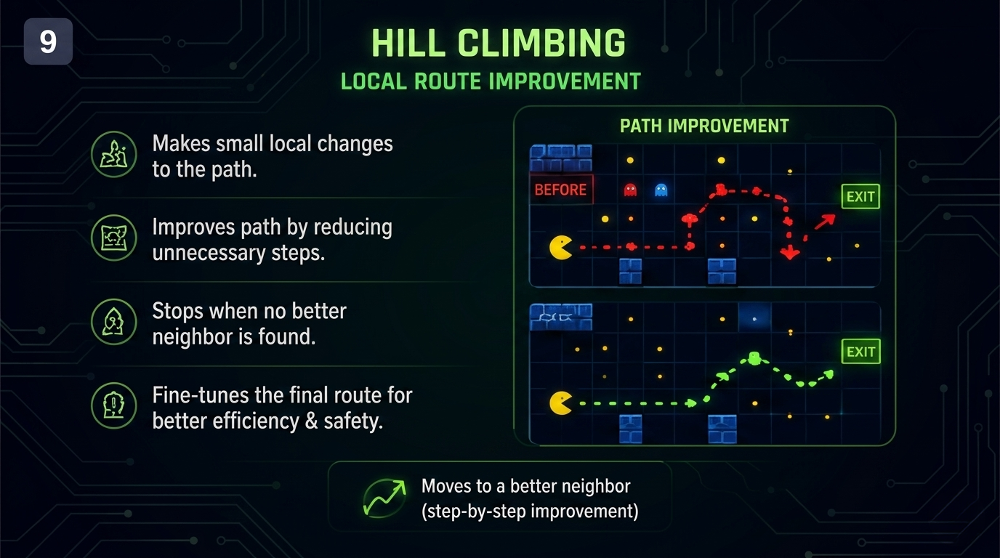 9
HILL CLIMBING
LOCAL ROUTE IMPROVEMENT
Makes small local changes
to the path.
Improves path by reducing
unnecessary steps.
Stops when no better
neighbor is found.
Fine-tunes the final route for
better efficiency & safety.
PATH IMPROVEMENT
BEFORE
EXIT
EXIT
Moves to a better neighbor
(step-by-step improvement)